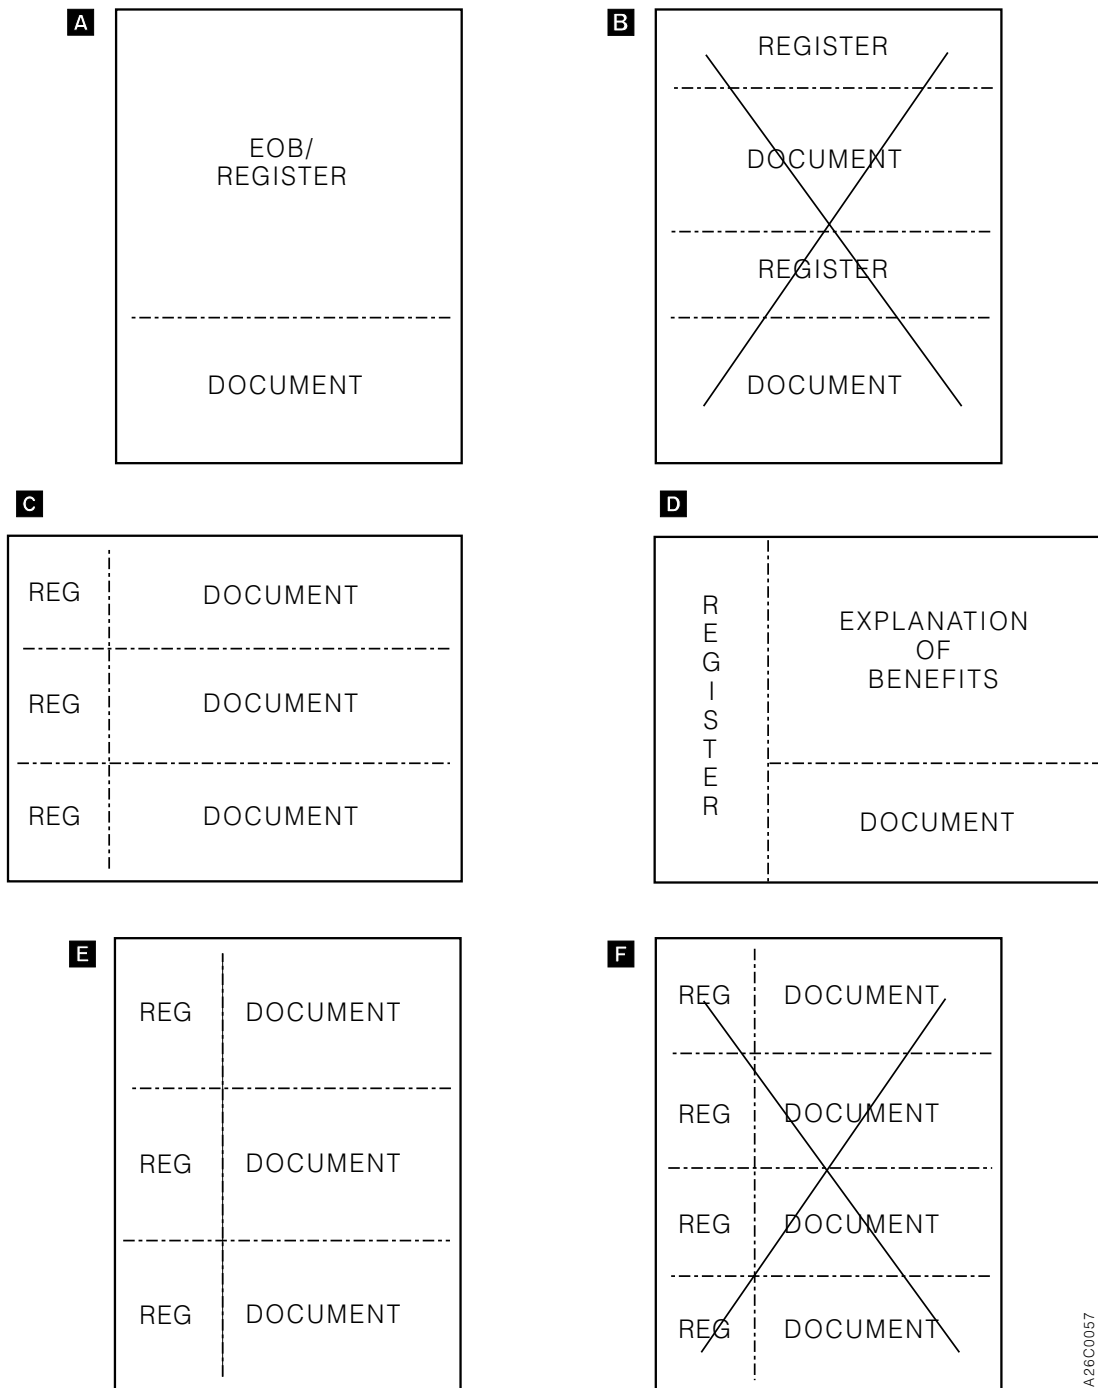 A
EOB/
REGISTER
DOCUMENT
B
REGISTER
DOCUMENT
REGISTER
DOCUMENT
C
REG
DOCUMENT
REG
DOCUMENT
REG
DOCUMENT
D
REGISTER
EXPLANATION
OF
BENEFITS
DOCUMENT
E
REG
DOCUMENT
REG
DOCUMENT
REG
DOCUMENT
F
REG
DOCUMENT
REG
DOCUMENT
REG
DOCUMENT
REG
DOCUMENT
A26C0057